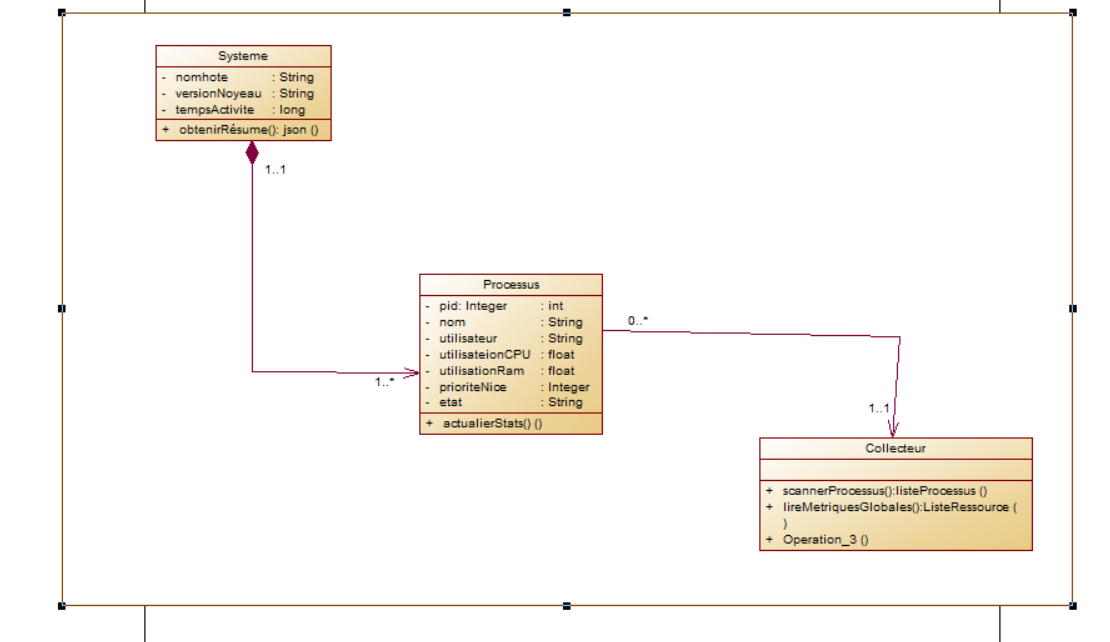 Systeme
- nomhote : String
- versionNoyeau : String
- tempsActivite : long
+ obtenirRésume(): json ()
1..1
Processus
- pid: Integer : int
- nom : String
- utilisateur : String
- utilisateionCPU : float
- utilisationRam : float
- prioriteNice : Integer
- etat : String
+ actualierStats() ()
0..*
1..*
1..1
Collecteur
+ scannerProcessus():listeProcessus ()
+ lireMetriquesGlobales():ListeRessource (
)
+ Operation_3 ()